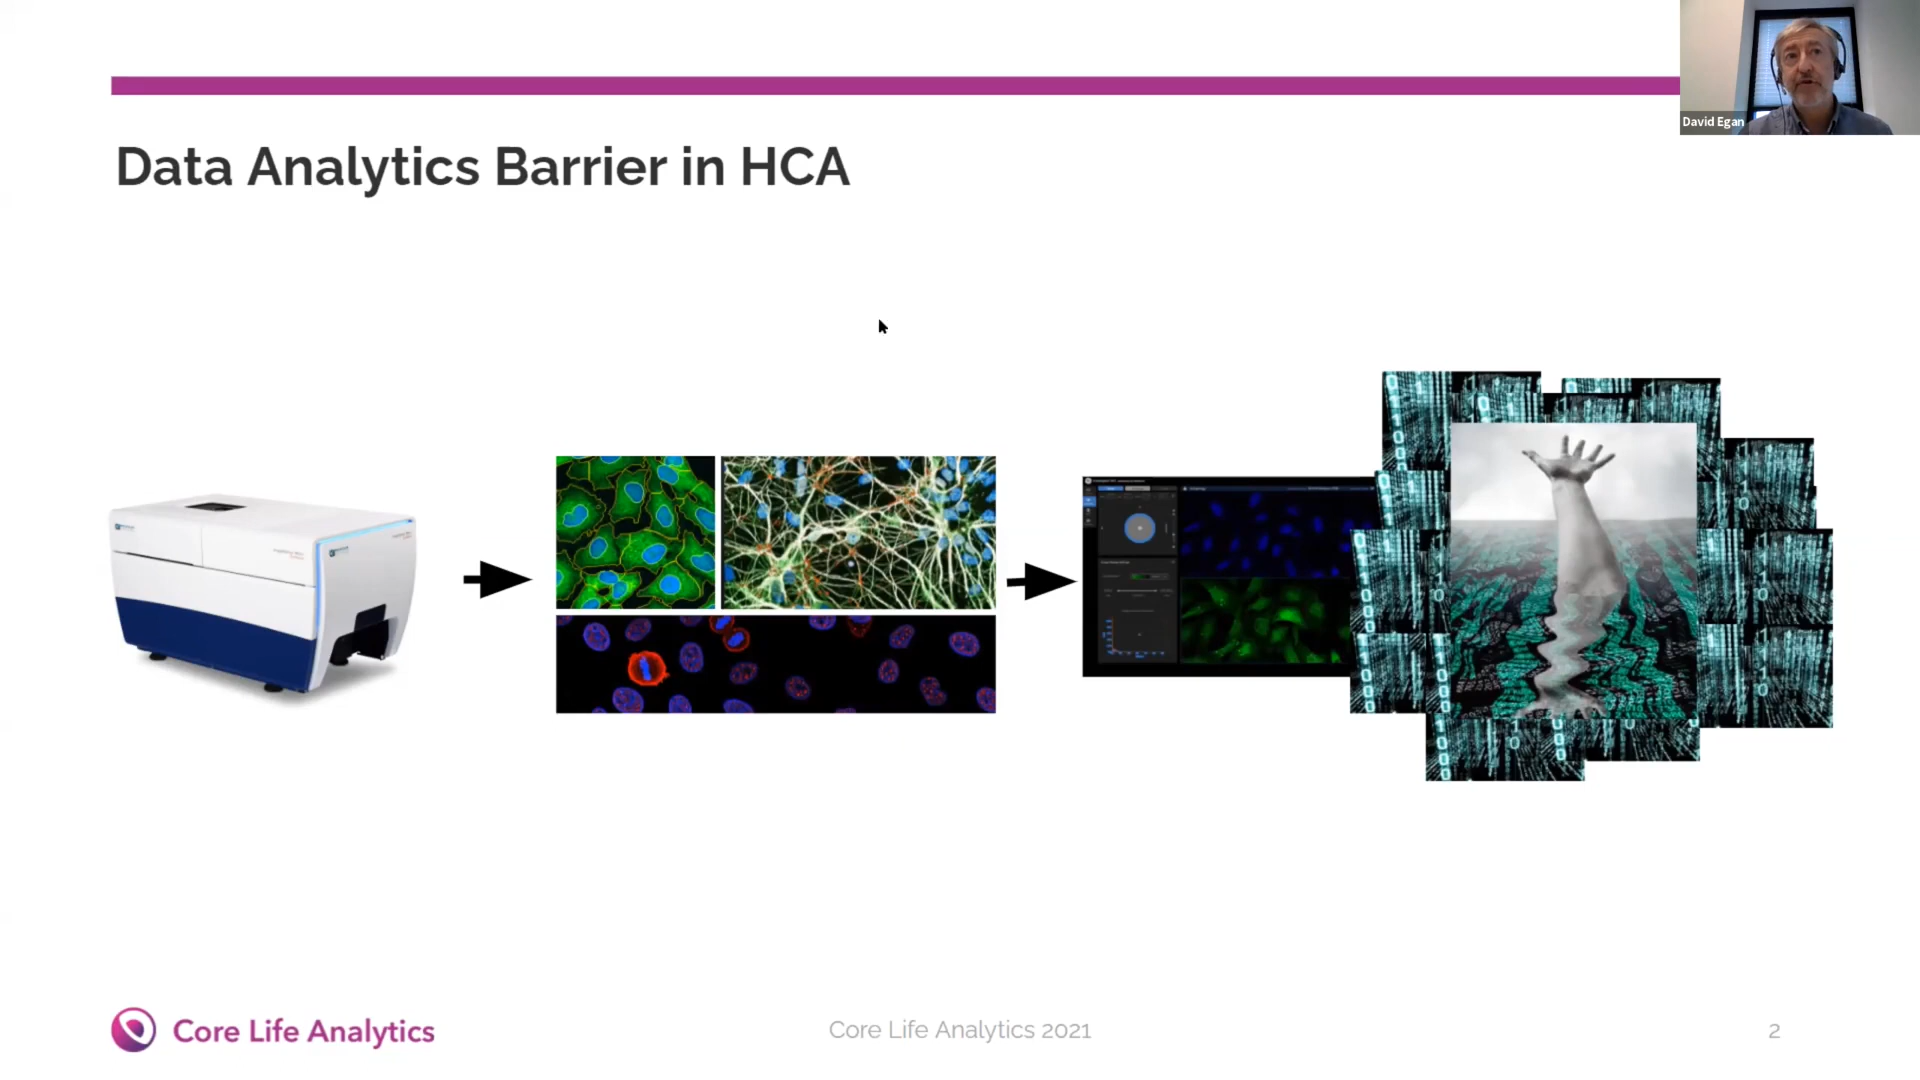 David Egan
Data Analytics Barrier in HCA
Core Life Analytics
Core Life Analytics 2021
2